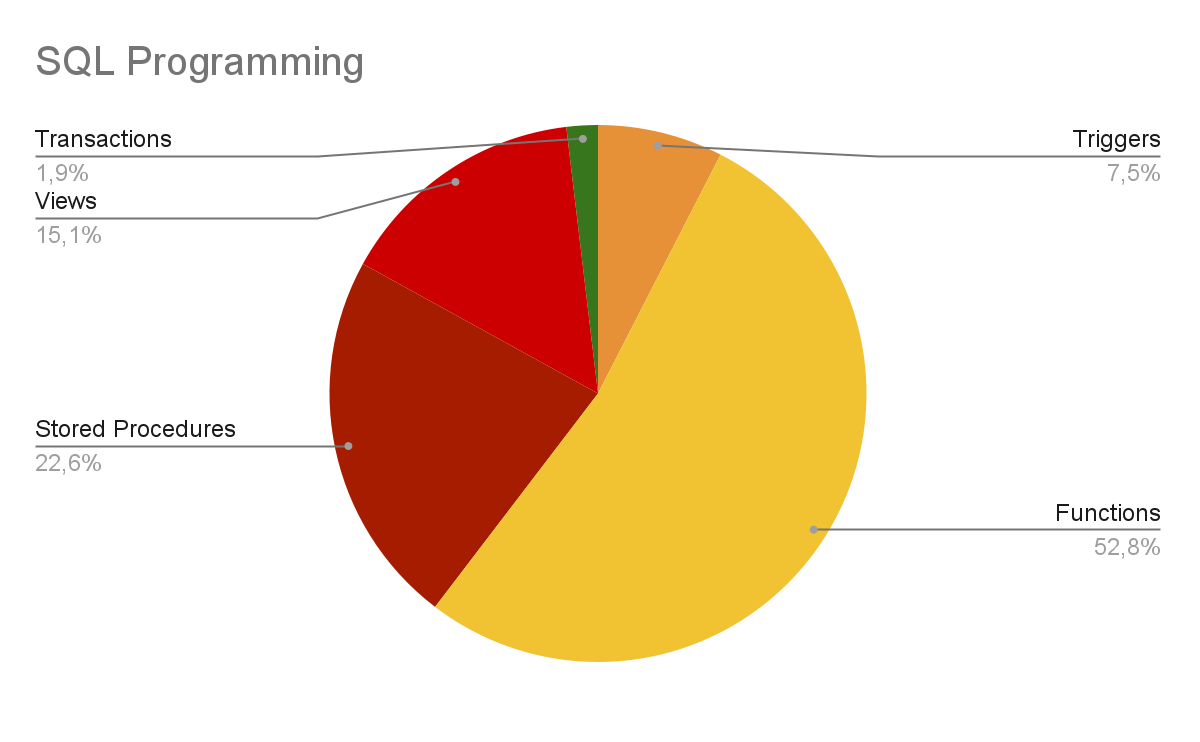 SQL Programming
Transactions
1,9%
Views
15,1%
Stored Procedures
22,6%
Triggers
7,5%
Functions
52,8%